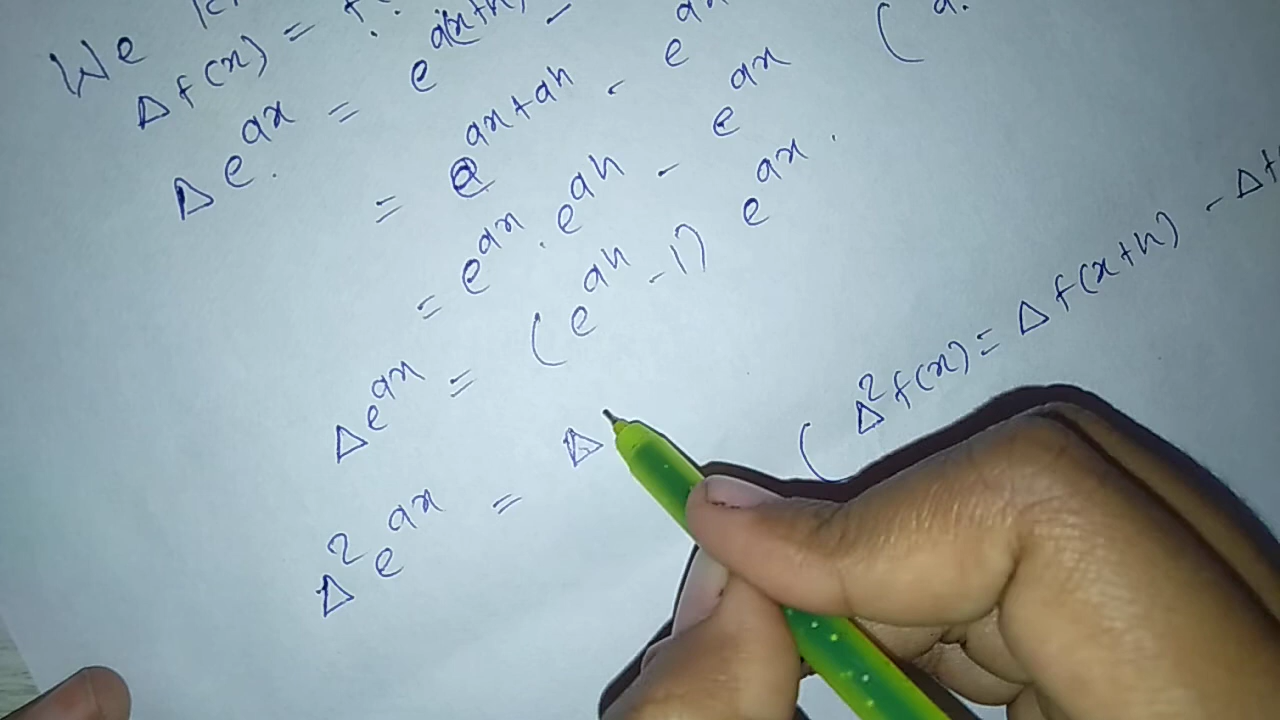 We
Δf(x) =
Δe^{ax} = e^{a(x+h)} -
= e^{ax+ah} - e^{ax}
= e^{ax} . e^{ah} - e^{ax} (
Δe^{ax} = (e^{ah} -1) e^{ax} .
Δ²e^{ax} = Δ ( Δ²f(x) = Δf(x+h) - Δf